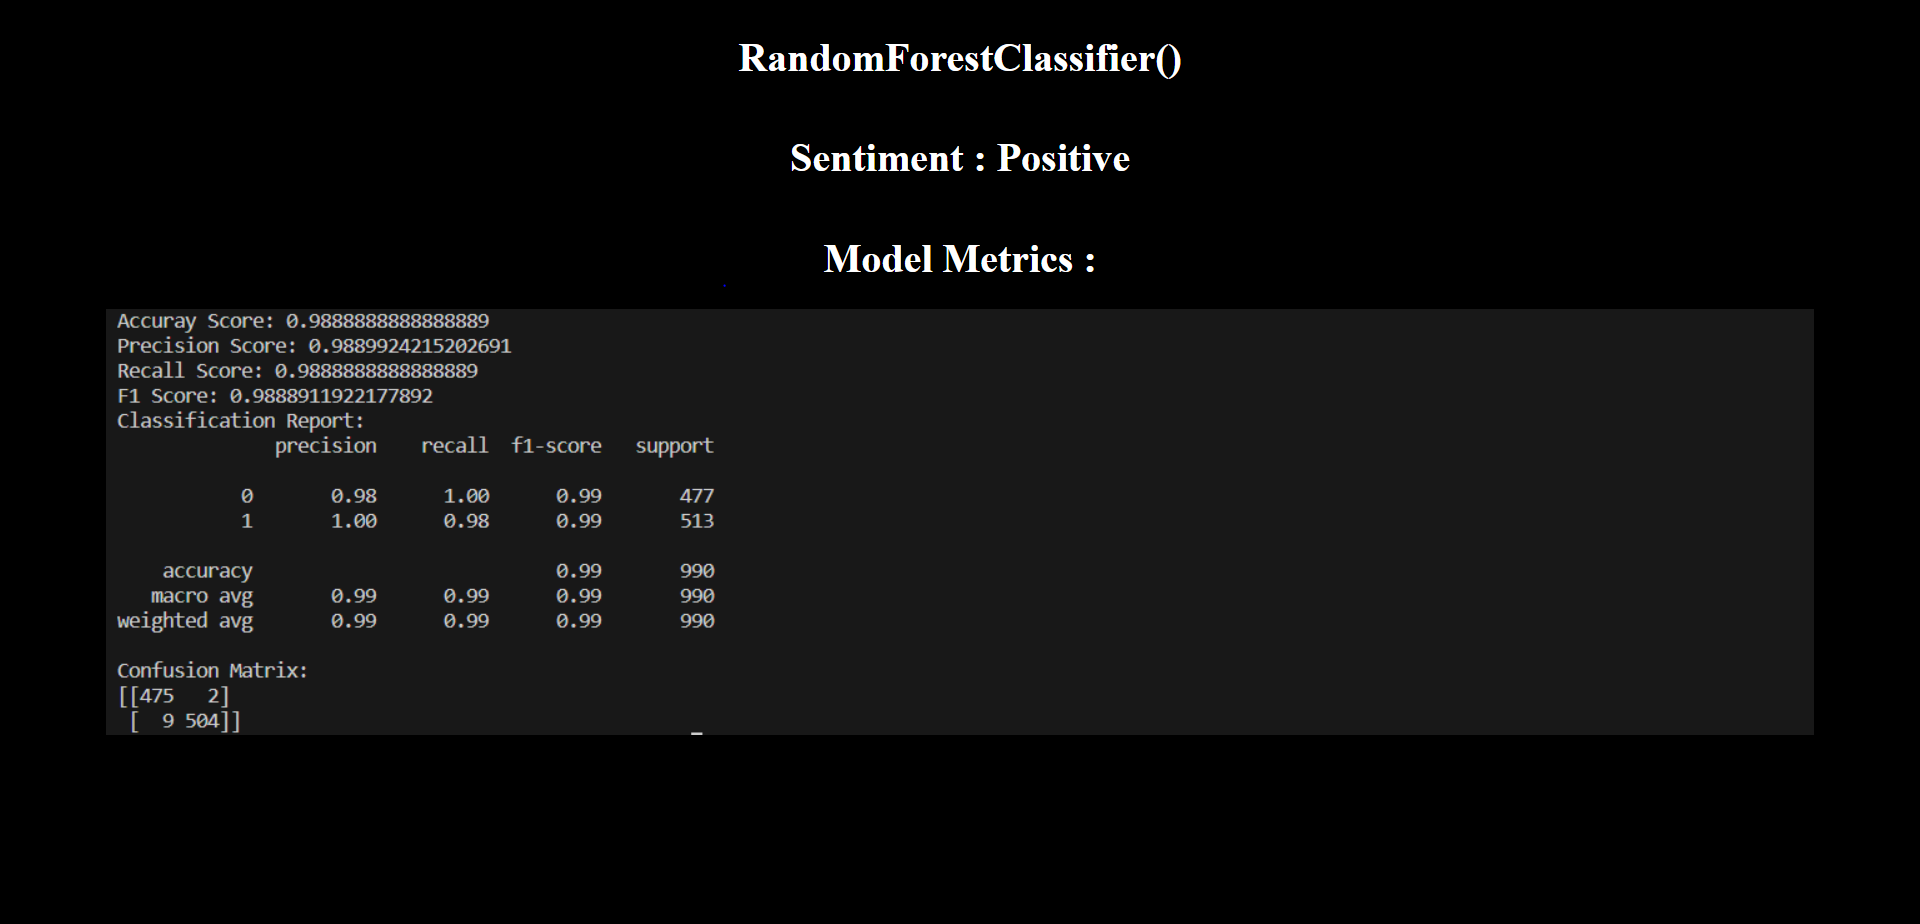 RandomForestClassifier()
Sentiment : Positive
Model Metrics :
Accuray Score: 0.9888888888888889
Precision Score: 0.9889924215202691
Recall Score: 0.9888888888888889
F1 Score: 0.9888911922177892
Classification Report:
precision recall f1-score support
0 0.98 1.00 0.99 477
1 1.00 0.98 0.99 513
accuracy 0.99 990
macro avg 0.99 0.99 0.99 990
weighted avg 0.99 0.99 0.99 990
Confusion Matrix:
[[475 2]
[ 9 504]]